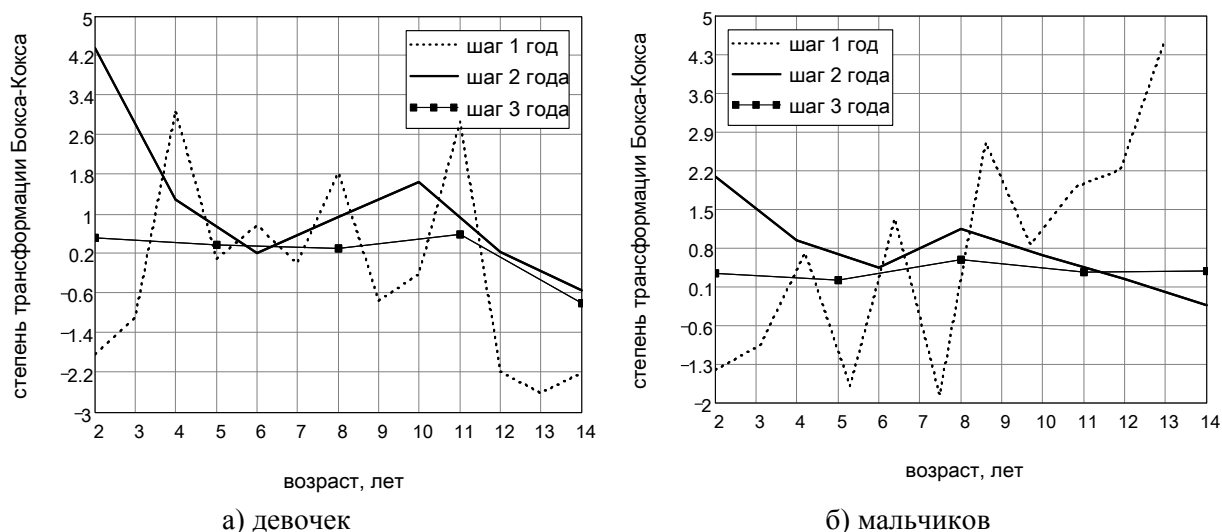 степень трансформации Бокса-Кокса
5
4.2
3.4
2.6
1.8
1
0.2
−0.6
−1.4
−2.2
−3
шаг 1 год
шаг 2 года
шаг 3 года
2 3 4 5 6 7 8 9 10 11 12 13 14
возраст, лет
а) девочек
степень трансформации Бокса-Кокса
5
4.3
3.6
2.9
2.2
1.5
0.8
0.1
−0.6
−1.3
−2
шаг 1 год
шаг 2 года
шаг 3 года
2 3 4 5 6 7 8 9 10 11 12 13 14
возраст, лет
б) мальчиков